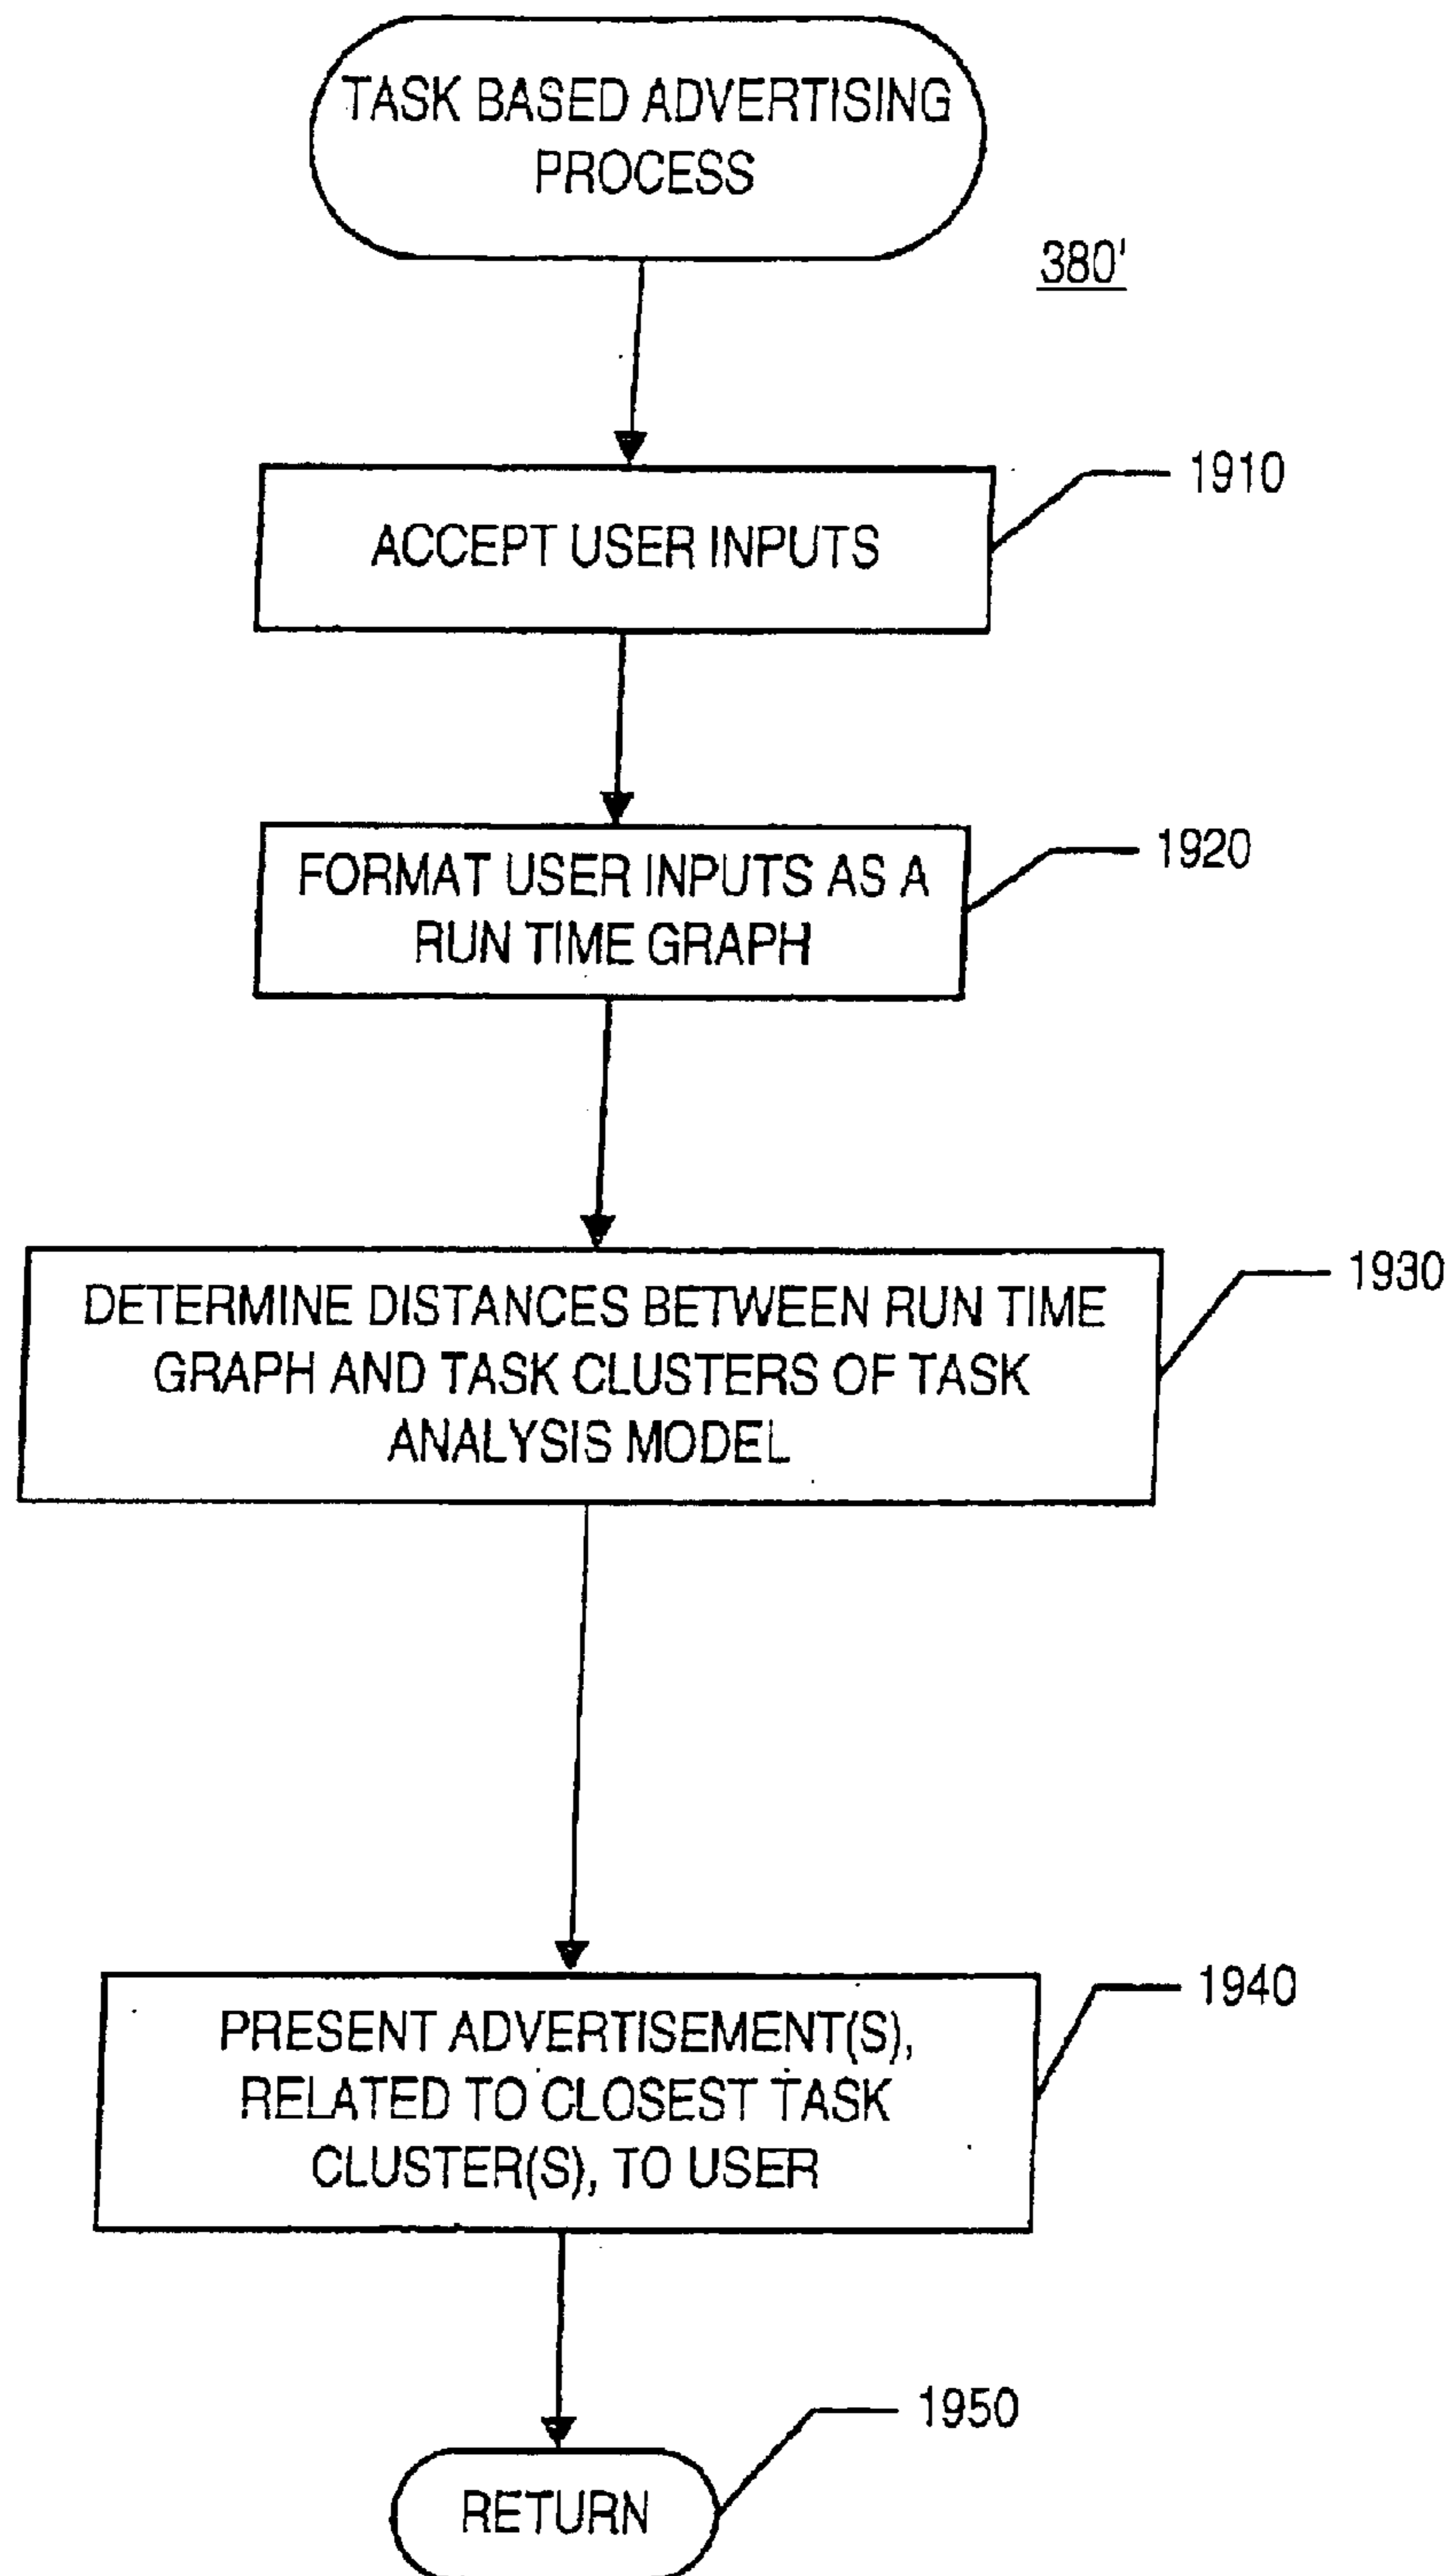 TASK BASED ADVERTISING
PROCESS
380'
ACCEPT USER INPUTS
1910
FORMAT USER INPUTS AS A
RUN TIME GRAPH
1920
DETERMINE DISTANCES BETWEEN RUN TIME
GRAPH AND TASK CLUSTERS OF TASK
ANALYSIS MODEL
1930
PRESENT ADVERTISEMENT(S),
RELATED TO CLOSEST TASK
CLUSTER(S), TO USER
1940
RETURN
1950